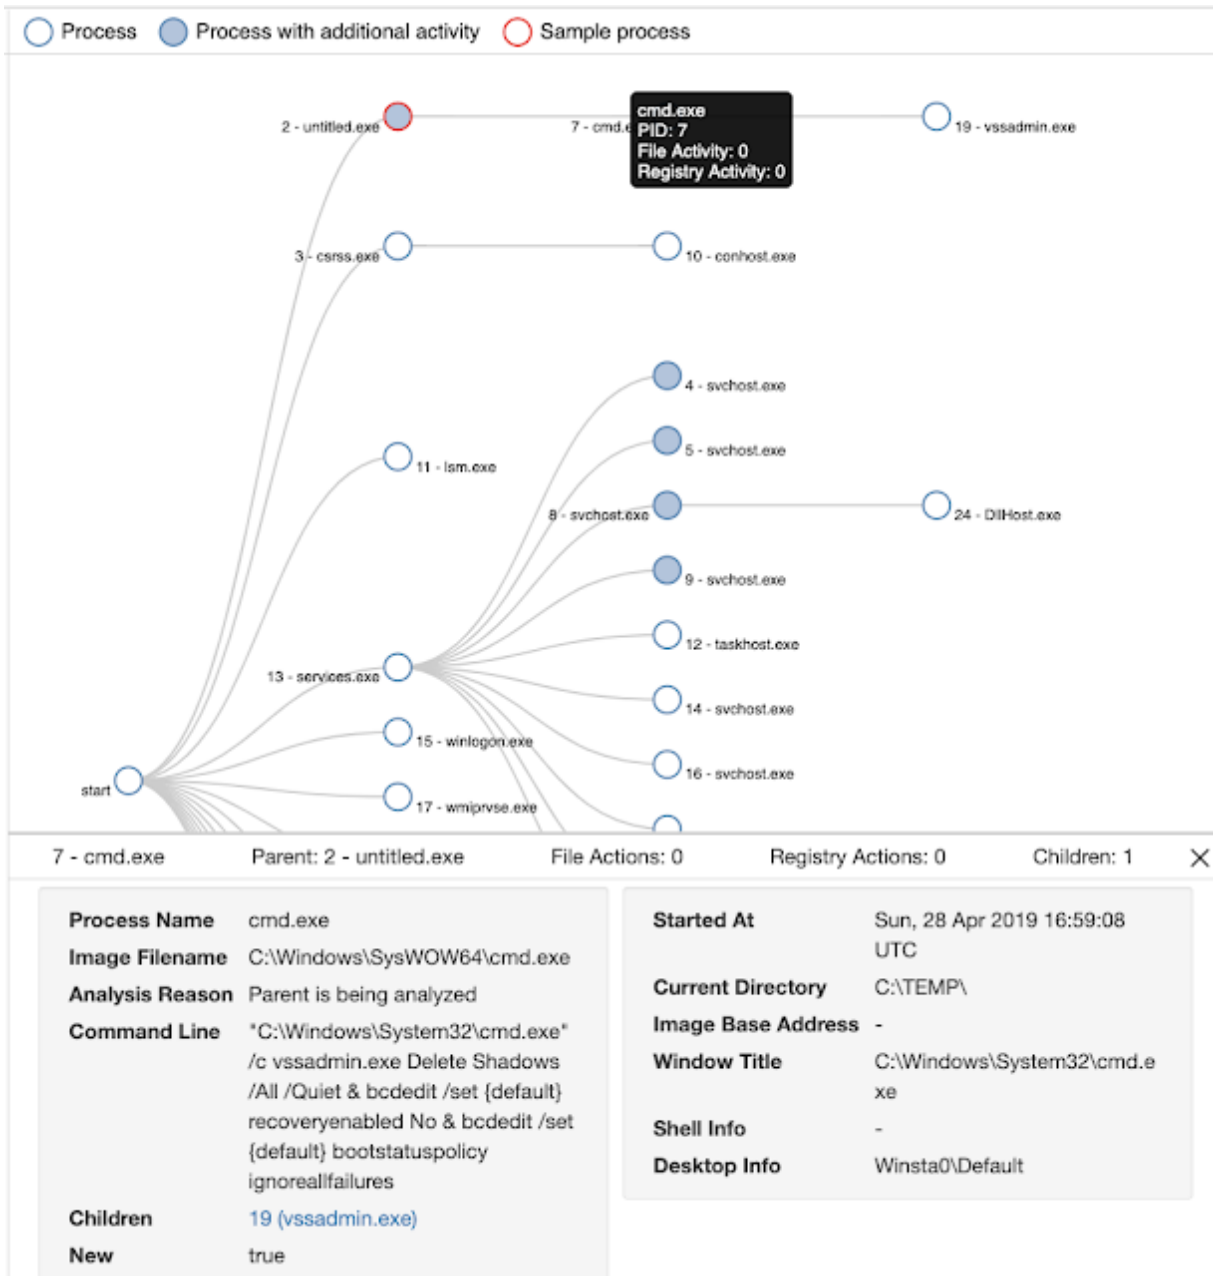 Process Process with additional activity Sample process
2 - untitled.exe
7 - cmd.e
cmd.exe
PID: 7
File Activity: 0
Registry Activity: 0
19 - vssadmin.exe
3 - csrss.exe
10 - conhost.exe
4 - svchost.exe
5 - svchost.exe
11 - lsm.exe
8 - svchost.exe
24 - DllHost.exe
9 - svchost.exe
12 - taskhost.exe
13 - services.exe
14 - svchost.exe
15 - winlogon.exe
16 - svchost.exe
start
17 - wmiprvse.exe
7 - cmd.exe Parent: 2 - untitled.exe File Actions: 0 Registry Actions: 0 Children: 1
Process Name cmd.exe
Image Filename C:\Windows\SysWOW64\cmd.exe
Analysis Reason Parent is being analyzed
Command Line "C:\Windows\System32\cmd.exe"
/c vssadmin.exe Delete Shadows
/All /Quiet & bcdedit /set {default}
recoveryenabled No & bcdedit /set
{default} bootstatuspolicy
ignoreallfailures
Children 19 (vssadmin.exe)
New true
Started At Sun, 28 Apr 2019 16:59:08
UTC
Current Directory C:\TEMP\
Image Base Address -
Window Title C:\Windows\System32\cmd.e
xe
Shell Info -
Desktop Info Winsta0\Default